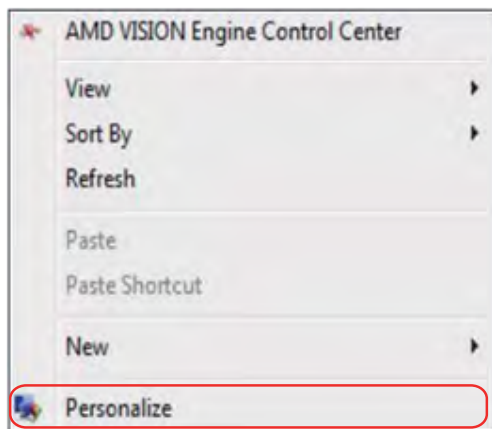 AMD VISION Engine Control Center
View
Sort By
Refresh
Paste
Paste Shortcut
New
Personalize